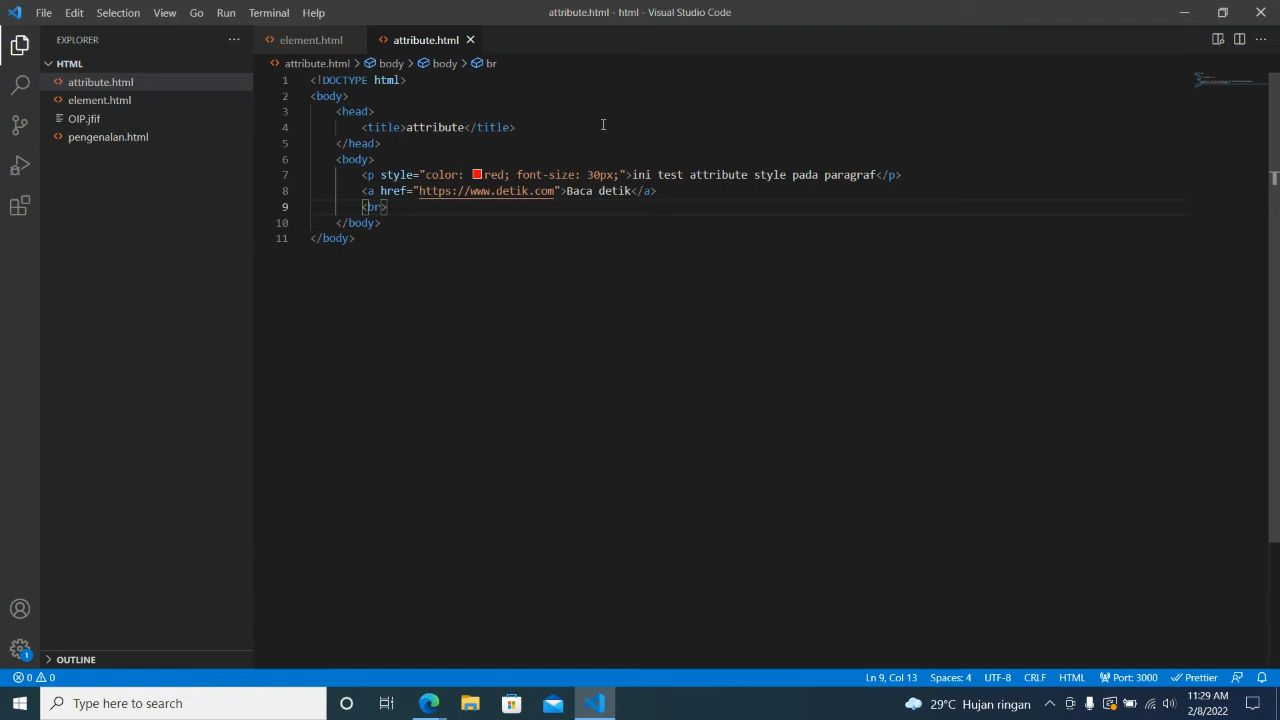 File Edit Selection View Go Run Terminal Help
attribute.html - html - Visual Studio Code
EXPLORER
HTML
attribute.html
element.html
OIP.jfif
pengenalan.html
OUTLINE
element.html attribute.html
attribute.html > body > body > br
1 <!DOCTYPE html>
2 <body>
3 <head>
4 <title>attribute</title>
5 </head>
6 <body>
7 <p style="color: red; font-size: 30px;">ini test attribute style pada paragraf</p>
8 <a href="https://www.detik.com">Baca detik</a>
9 <br>
10 </body>
11 </body>
1
0 0 Ln 9, Col 13 Spaces: 4 UTF-8 CRLF HTML Port: 3000 Prettier
Type here to search
29°C Hujan ringan
11:29 AM
2/8/2022